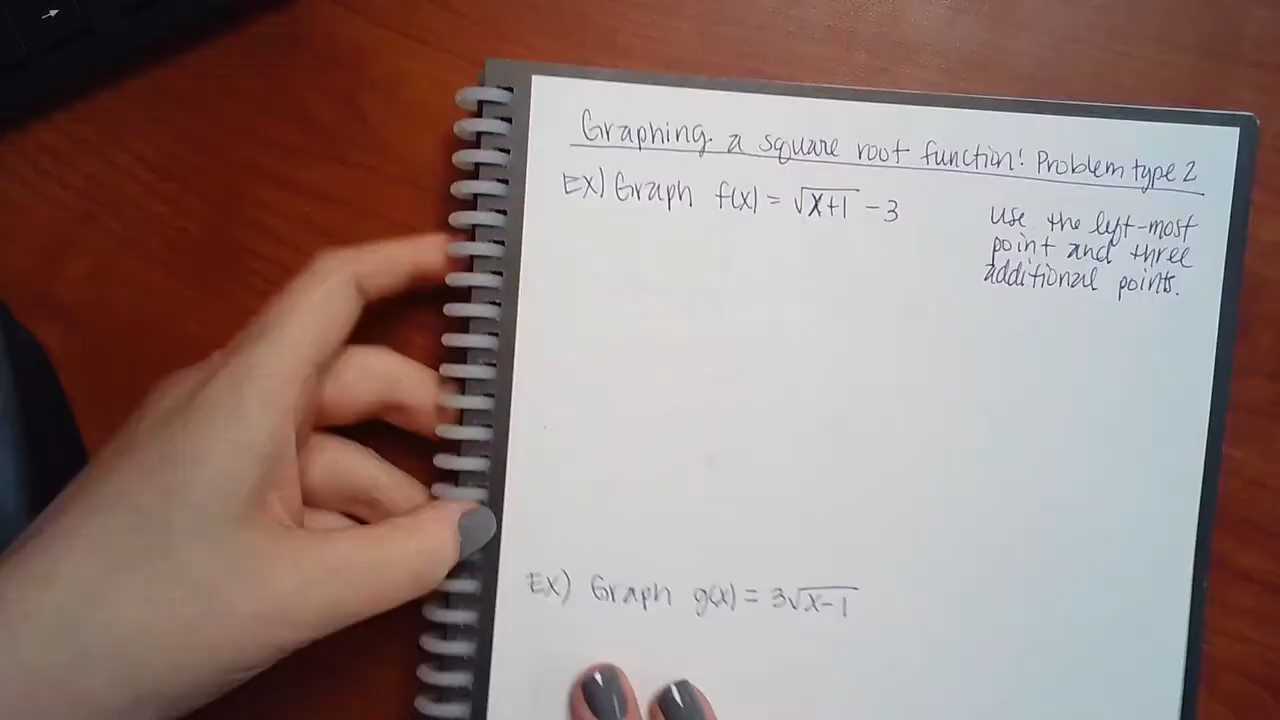 Graphing a square root function: Problem type 2
Ex) Graph f(x) = √x+1 - 3
Use the left-most
point and three
additional points.
Ex) Graph g(x) = 3√x-1